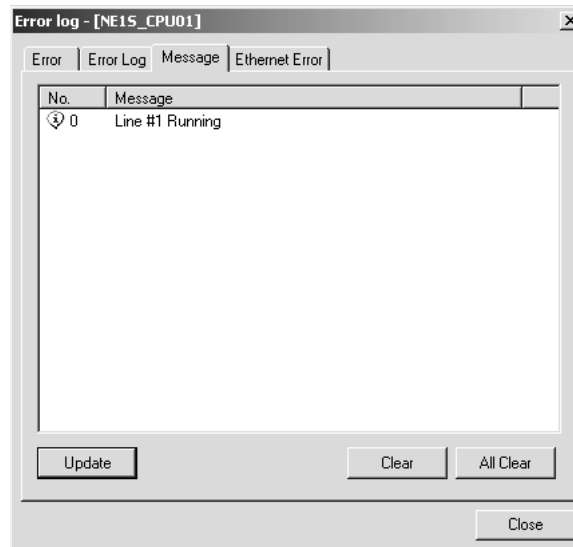 Error log - [NE1S_CPU01]
Error Error Log Message Ethernet Error
No. Message
0 Line #1 Running
Update Clear All Clear
Close